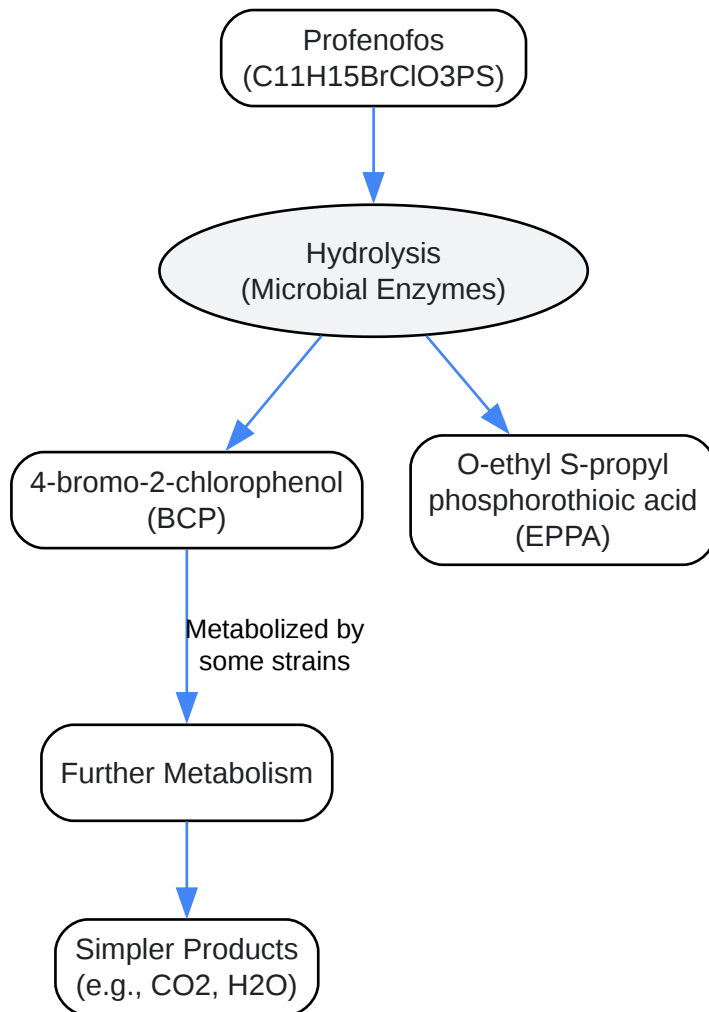 Profenofos
(C11H15BrClO3PS)
Hydrolysis
(Microbial Enzymes)
4-bromo-2-chlorophenol
(BCP)
O-ethyl S-propyl
phosphorothioic acid
(EPPA)
Metabolized by
some strains
Further Metabolism
Simpler Products
(e.g., CO2, H2O)